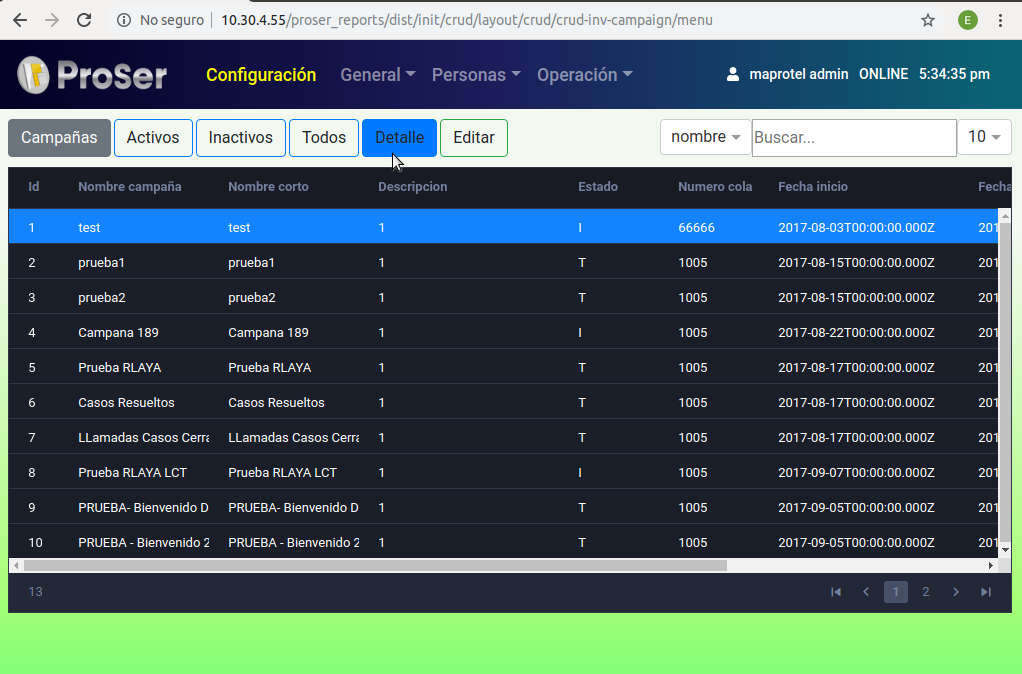 No seguro 10.30.4.55/proser_reports/dist/init/crud/layout/crud/crud-inv-campaign/menu E
ProSer Configuración General Personas Operación maprotel admin ONLINE 5:34:35 pm
Campañas Activos Inactivos Todos Detalle Editar nombre Buscar... 10
Id Nombre campaña Nombre corto Descripcion Estado Numero cola Fecha inicio Fecha
1 test test 1 I 66666 2017-08-03T00:00:00.000Z 201
2 prueba1 prueba1 1 T 1005 2017-08-15T00:00:00.000Z 201
3 prueba2 prueba2 1 T 1005 2017-08-15T00:00:00.000Z 201
4 Campana 189 Campana 189 1 I 1005 2017-08-22T00:00:00.000Z 201
5 Prueba RLAYA Prueba RLAYA 1 T 1005 2017-08-17T00:00:00.000Z 201
6 Casos Resueltos Casos Resueltos 1 T 1005 2017-08-17T00:00:00.000Z 201
7 LLamadas Casos Cerra LLamadas Casos Cerra 1 T 1005 2017-08-17T00:00:00.000Z 201
8 Prueba RLAYA LCT Prueba RLAYA LCT 1 I 1005 2017-09-07T00:00:00.000Z 201
9 PRUEBA- Bienvenido D PRUEBA- Bienvenido D 1 T 1005 2017-09-05T00:00:00.000Z 201
10 PRUEBA - Bienvenido 2 PRUEBA - Bienvenido 2 1 T 1005 2017-09-05T00:00:00.000Z 201
13 1 2